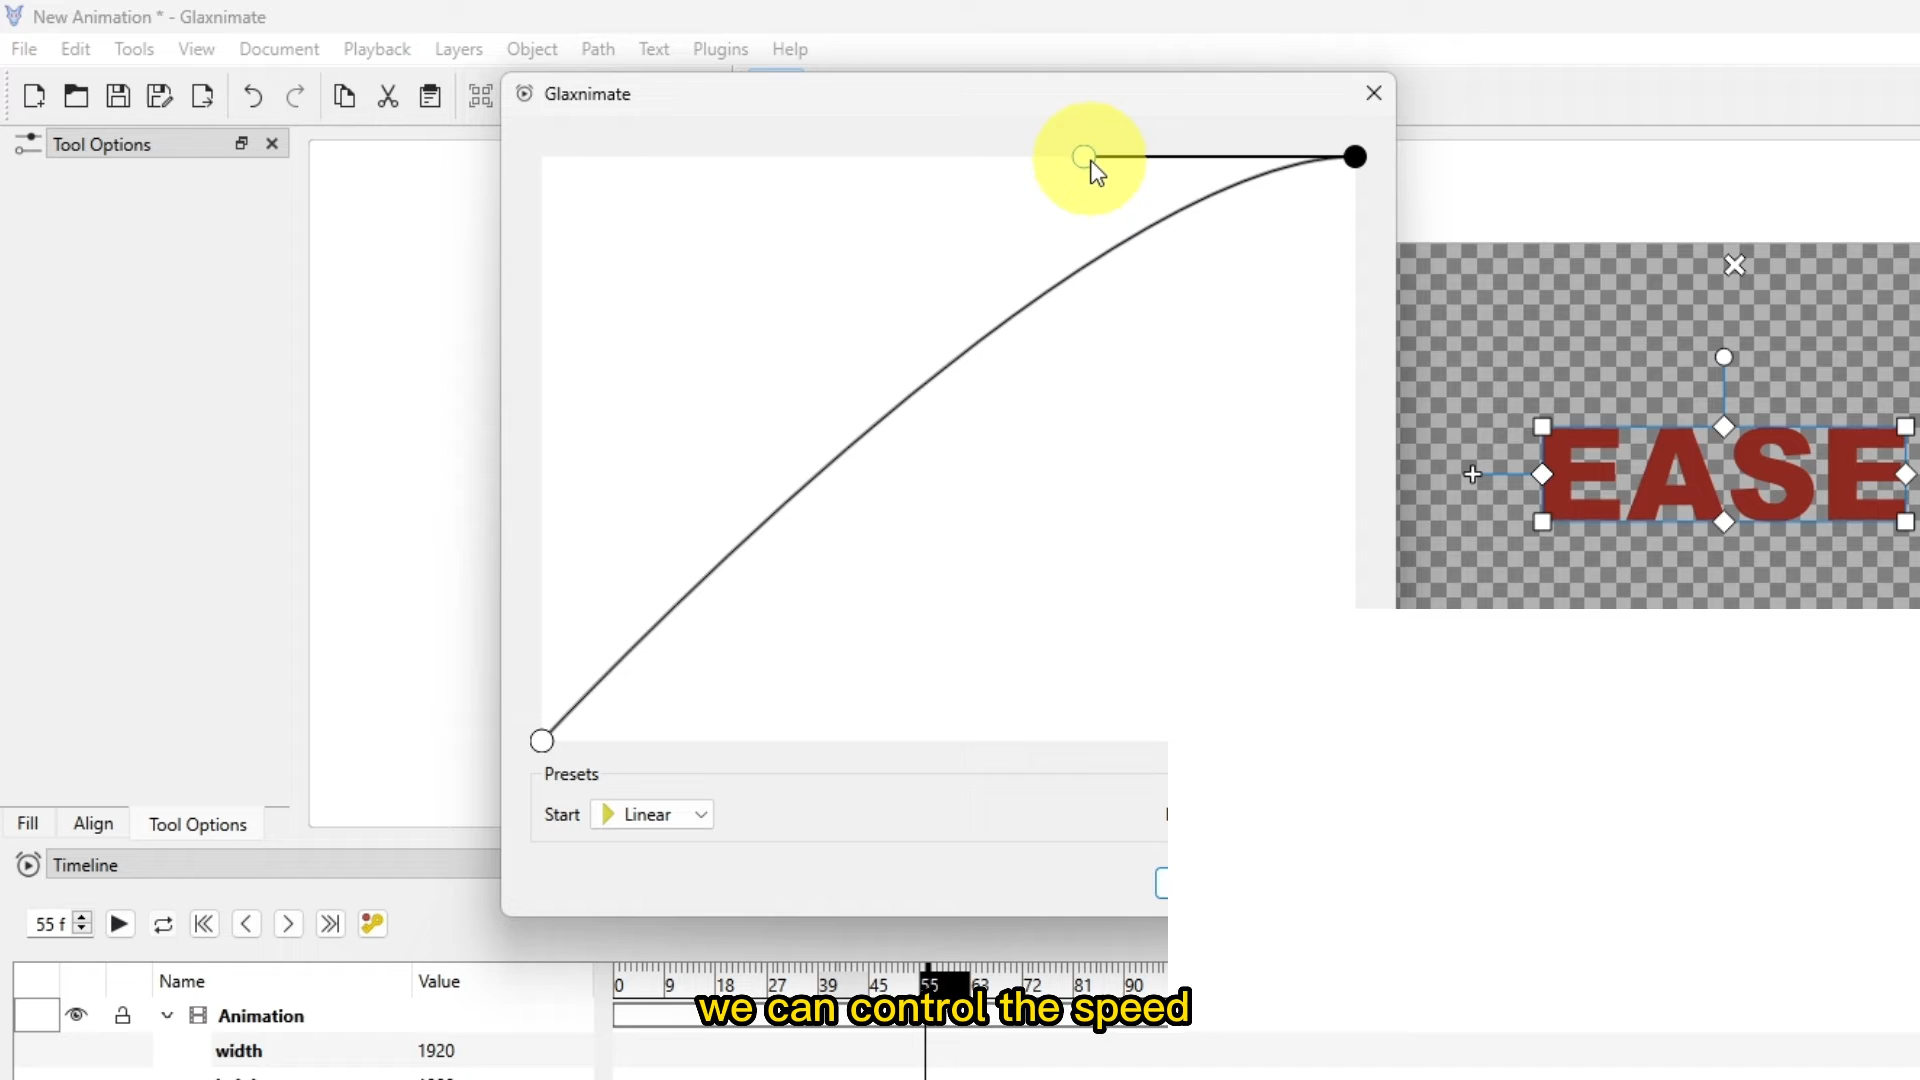 New Animation * - Glaxnimate
File Edit Tools View Document Playback Layers Object Path Text Plugins Help
Glaxnimate
Tool Options
EASE
Presets
Start Linear
Fill Align Tool Options
Timeline
55 f
Name Value
0 9 18 27 39 45 55 63 72 81 90
we can control the speed
Animation
width 1920